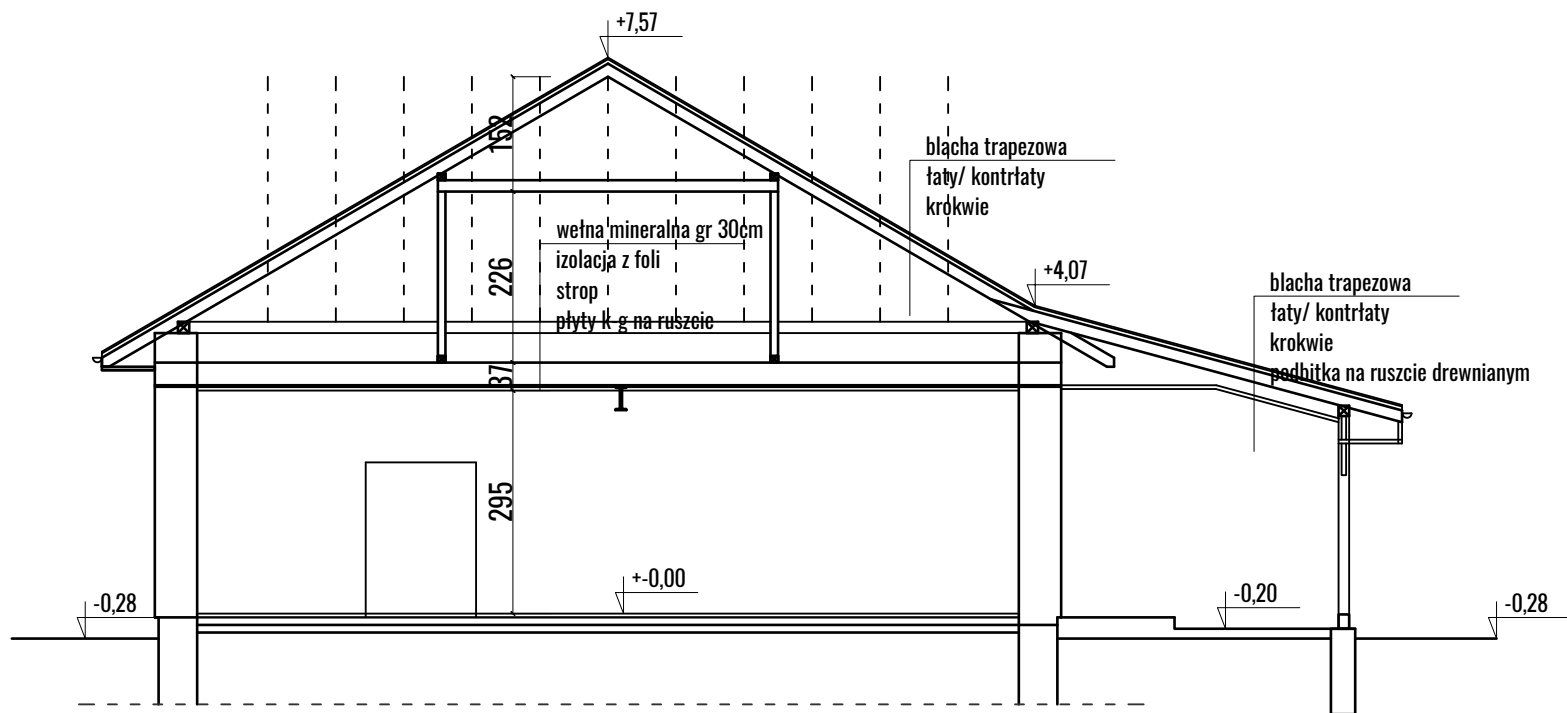 +7,57
152
blacha trapezowa
łaty/ kontrłaty
krokwie
wełna mineralna gr 30cm
izolacja z foli
strop
płyty k-g na ruszcie
226
+4,07
blacha trapezowa
łaty/ kontrłaty
krokwie
podbitka na ruszcie drewnianym
37
295
+-0,00
-0,28
-0,20
-0,28